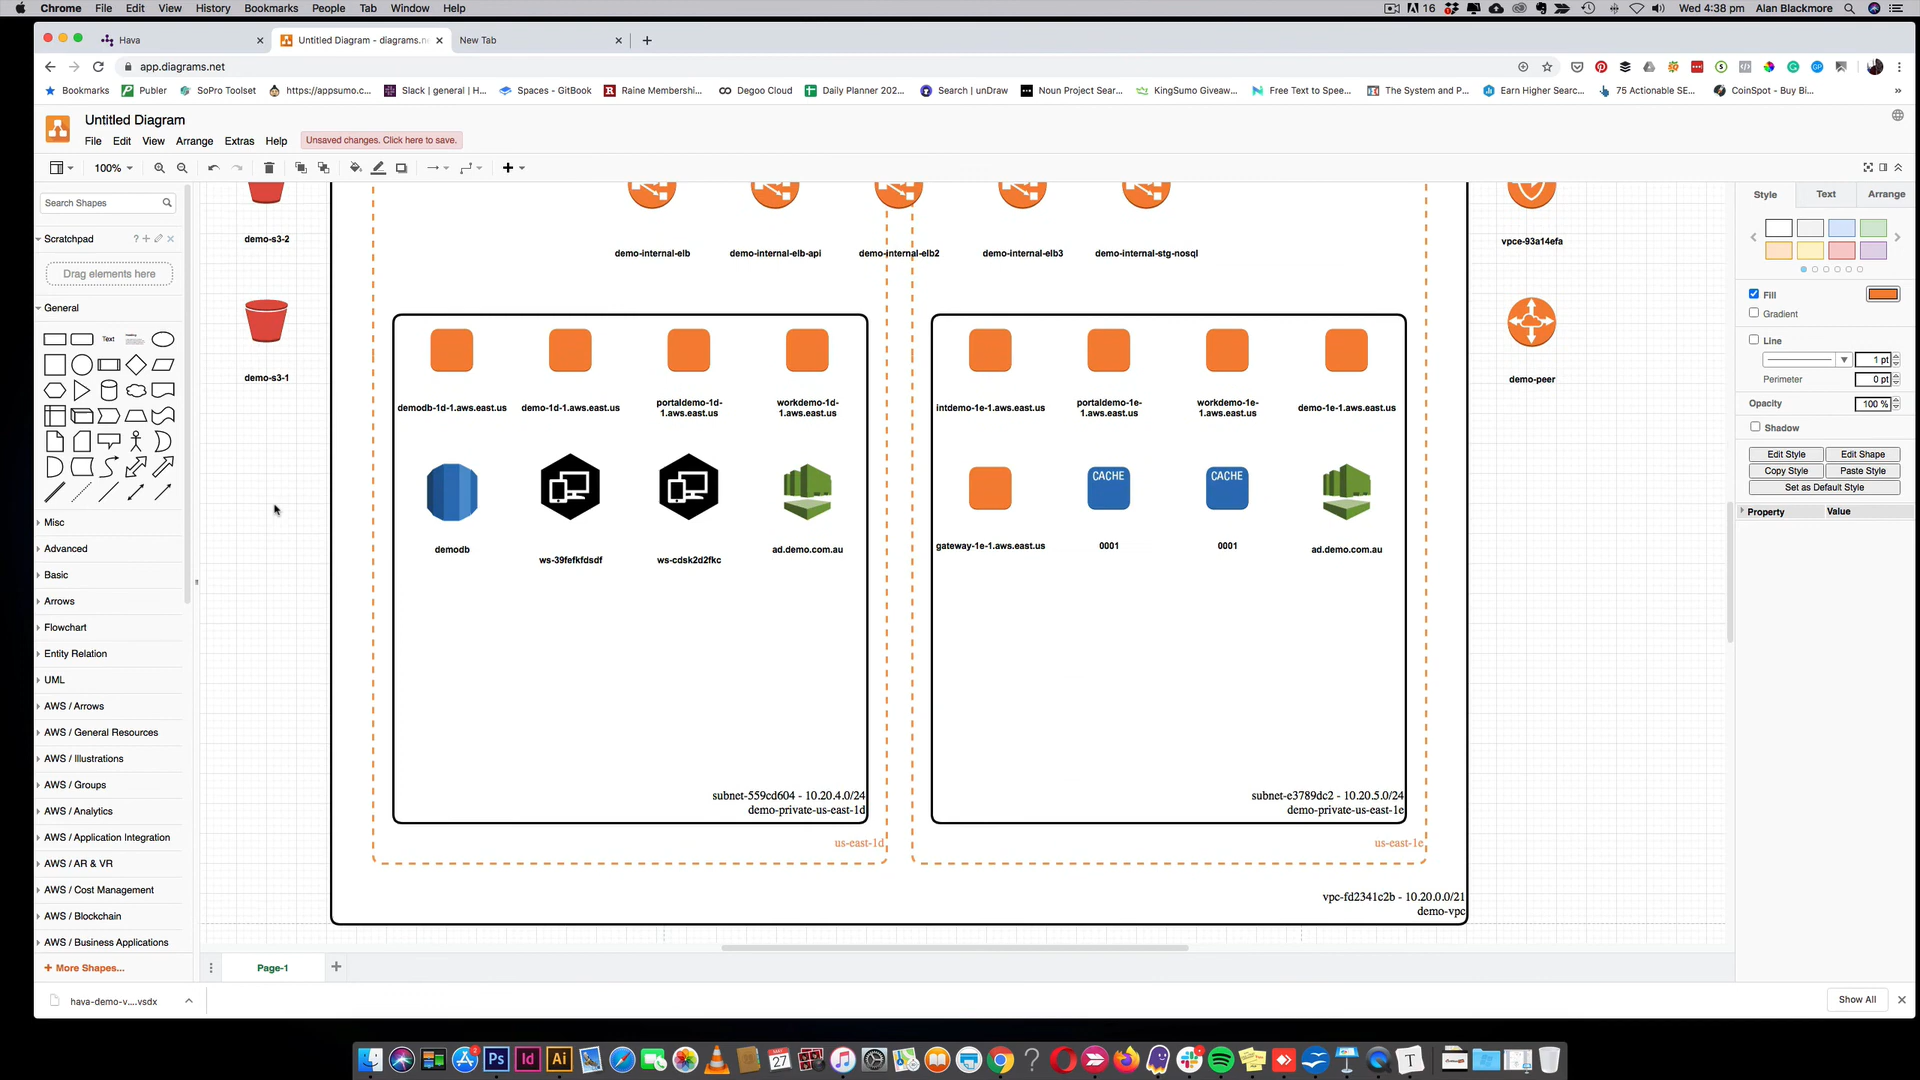 Chrome File Edit View History Bookmarks People Tab Window Help
16 Wed 4:38 pm Alan Blackmore
Hava
Untitled Diagram - diagrams.ne
New Tab
app.diagrams.net
Bookmarks Publer SoPro Toolset https://appsumo.c... Slack | general | H... Spaces - GitBook Raine Membershi... Degoo Cloud Daily Planner 202... Search | unDraw Noun Project Sear... KingSumo Giveaw... Free Text to Spee... The System and P... Earn Higher Searc... 75 Actionable SE... CoinSpot - Buy Bi... »
Untitled Diagram
File Edit View Arrange Extras Help Unsaved changes. Click here to save.
100%
Search Shapes
Scratchpad ?
Drag elements here
General
Text
Misc
Advanced
Basic
Arrows
Flowchart
Entity Relation
UML
AWS / Arrows
AWS / General Resources
AWS / Illustrations
AWS / Groups
AWS / Analytics
AWS / Application Integration
AWS / AR & VR
AWS / Cost Management
AWS / Blockchain
AWS / Business Applications
+ More Shapes...
demo-s3-2
demo-s3-1
demo-internal-elb demo-internal-elb-api demo-internal-elb2 demo-internal-elb3 demo-internal-stg-nosql
demodb-1d-1.aws.east.us
demo-1d-1.aws.east.us
portaldemo-1d-
1.aws.east.us
workdemo-1d-
1.aws.east.us
demodb
ws-39fefkfdsdf
ws-cdsk2d2fkc
ad.demo.com.au
subnet-559cd604 - 10.20.4.0/24
demo-private-us-east-1d
us-east-1d
intdemo-1e-1.aws.east.us
portaldemo-1e-
1.aws.east.us
workdemo-1e-
1.aws.east.us
demo-1e-1.aws.east.us
CACHE
CACHE
gateway-1e-1.aws.east.us
0001
0001
ad.demo.com.au
subnet-e3789dc2 - 10.20.5.0/24
demo-private-us-east-1e
us-east-1e
vpc-fd2341c2b - 10.20.0.0/21
demo-vpc
vpce-93a14efa
demo-peer
Style Text Arrange
Fill
Gradient
Line
1 pt
Perimeter 0 pt
Opacity 100 %
Shadow
Edit Style Edit Shape
Copy Style Paste Style
Set as Default Style
Property Value
Page-1
hava-demo-v....vsdx
Show All